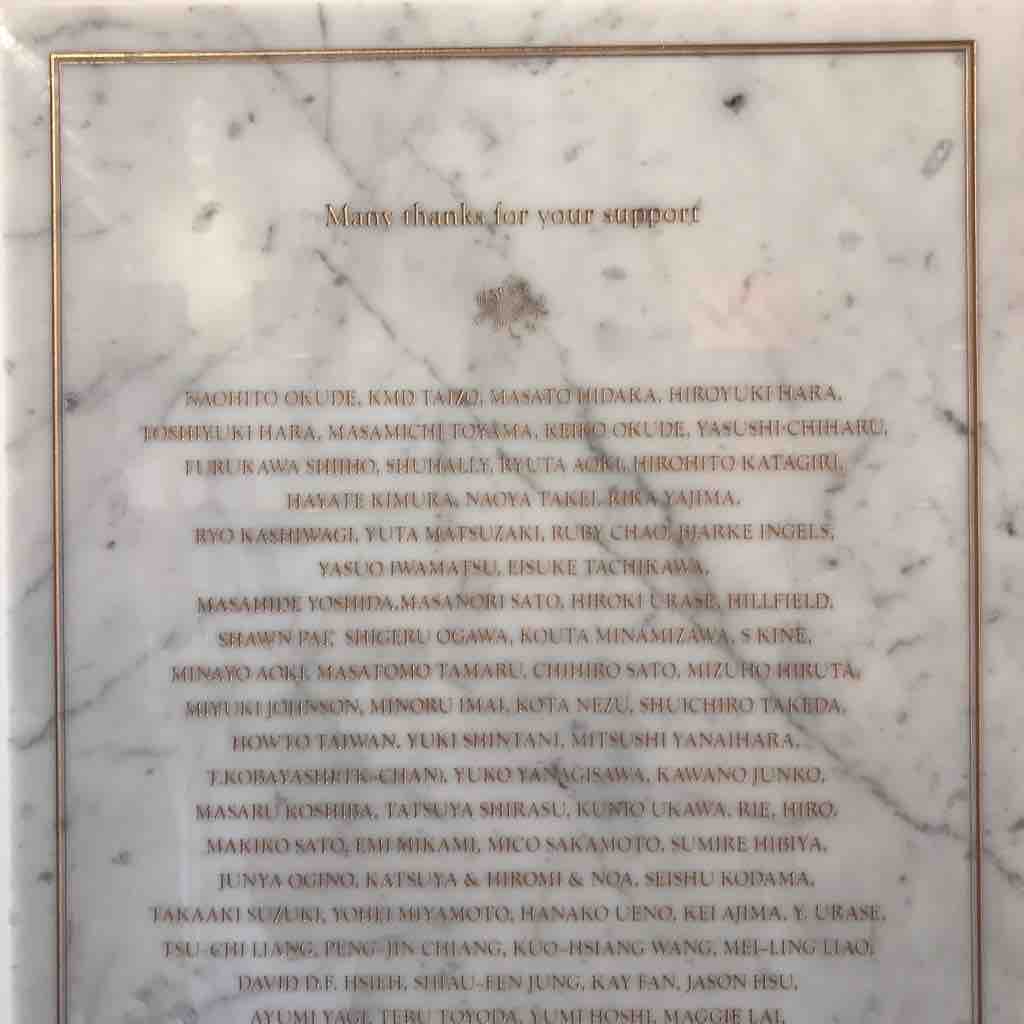 Many thanks for your support
NAOHITO OKUDE, KMD TAIZO, MASATO HIDAKA, HIROYUKI HARA,
TOSHIYUKI HARA, MASAMICHI TOYAMA, KEIKO OKUDE, YASUSHI CHIHARU,
FURUKAWA SHIHO, SHUHALLY, RYUTA AOKI, HIROHITO KATAGIRI,
HAYATE KIMURA, NAOYA TAKEI, RIKA YAJIMA,
RYO KASHIWAGI, YUTA MATSUZAKI, RUBY CHAO, BJARKE INGELS,
YASUO IWAMATSU, EISUKE TACHIKAWA,
MASAHIDE YOSHIDA,MASANORI SATO, HIROKI URASE, HILLFIELD,
SHAWN PAE, SHIGERU OGAWA, KOUTA MINAMIZAWA, S KINE,
MINAYO AOKI, MASATOMO TAMARU, CHIHIRO SATO, MIZUHO HIRUTA,
MIYUKI JOHNSON, MINORU IMAI, KOTA NEZU, SHUICHIRO TAKEDA,
HOWTO TAIWAN, YUKI SHINTANI, MITSUSHI YANAIHARA,
T.KOBAYASHI(TK-CHAN), YUKO YANAGISAWA, KAWANO JUNKO,
MASARU KOSHIBA, TATSUYA SHIRASU, KUNIO UKAWA, RIE, HIRO,
MAKIKO SATO, EMI MIKAMI, MICO SAKAMOTO, SUMIRE HIBIYA,
JUNYA OGINO, KATSUYA & HIROMI & NOA, SEISHU KODAMA,
TAKAAKI SUZUKI, YOHEI MIYAMOTO, HANAKO UENO, KEI AJIMA, Y. URASE,
TSU-CHI LIANG, PENG-JIN CHIANG, KUO-HSIANG WANG, MEI-LING LIAO,
DAVID D.F. HSIEH, SHIAU-FEN JUNG, KAY FAN, JASON HSU,
AYUMI YAGI, TERU TOYODA, YUMI HOSHI, MAGGIE LAI,